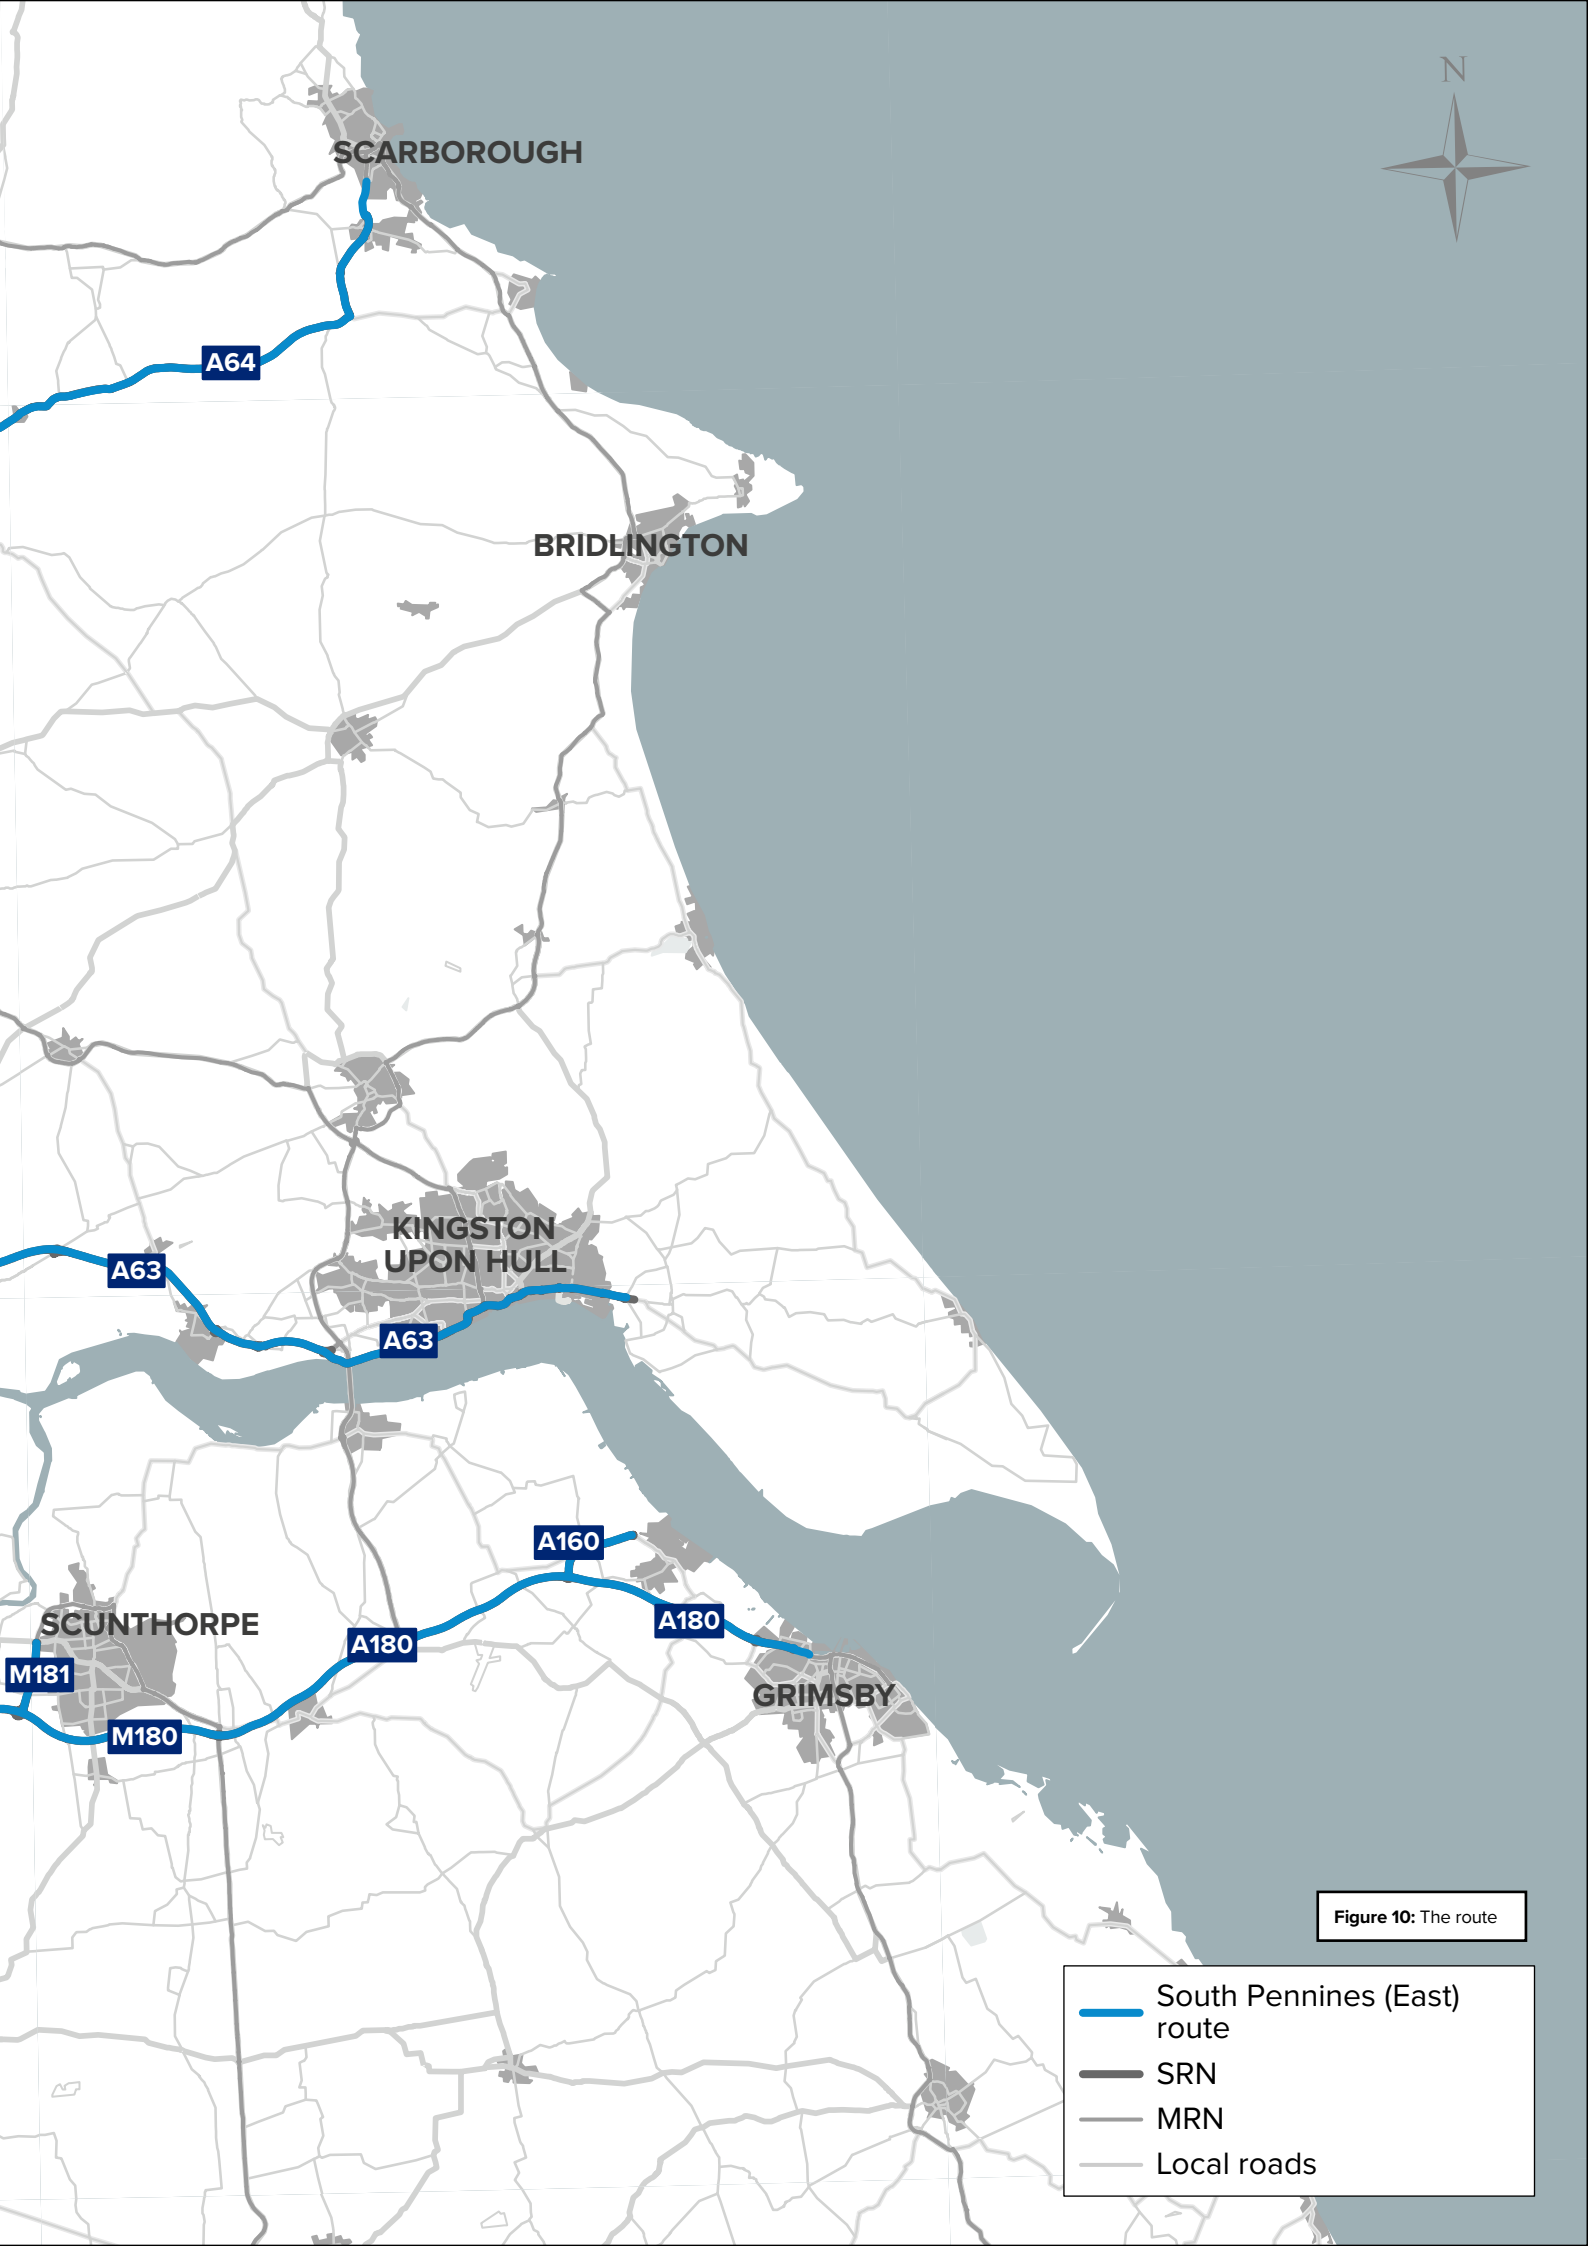 N
SCARBOROUGH
A64
BRIDLINGTON
KINGSTON
UPON HULL
A63
A63
A160
A180
SCUNTHORPE
A180
M181
GRIMSBY
M180
Figure 10: The route
South Pennines (East)
route
SRN
MRN
Local roads